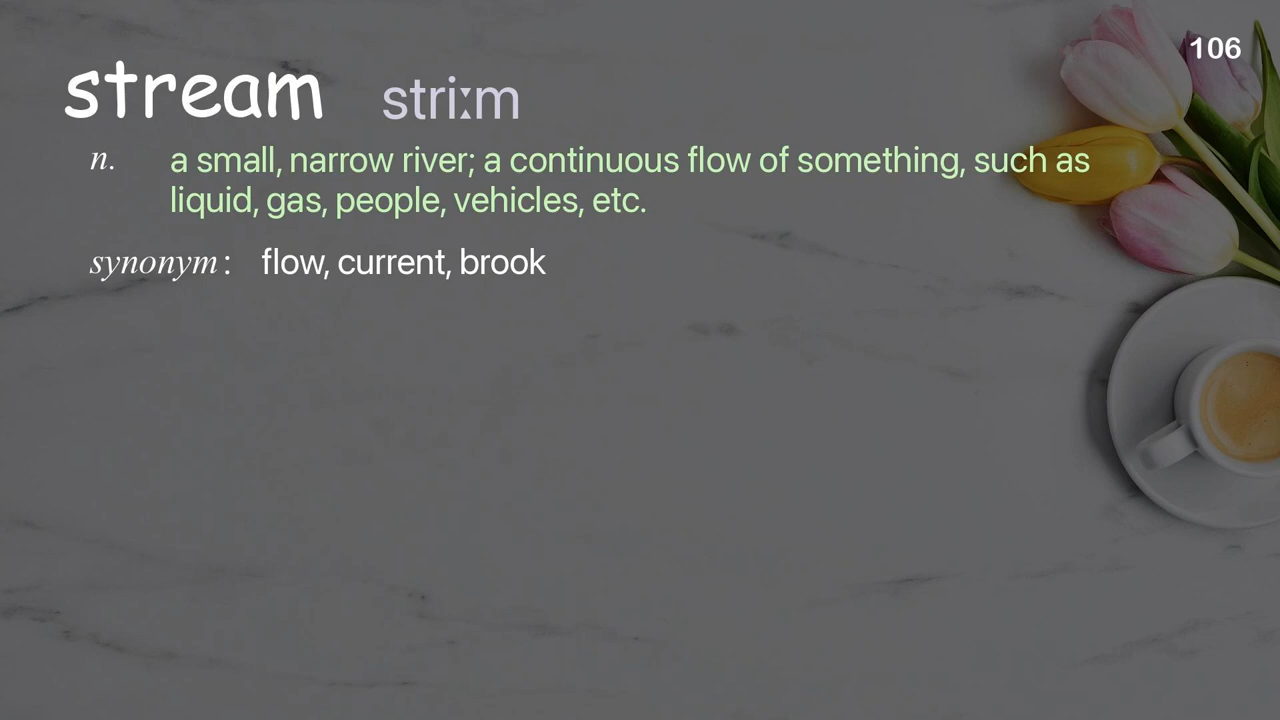 106
stream striːm
n. a small, narrow river; a continuous flow of something, such as
liquid, gas, people, vehicles, etc.
synonym: flow, current, brook